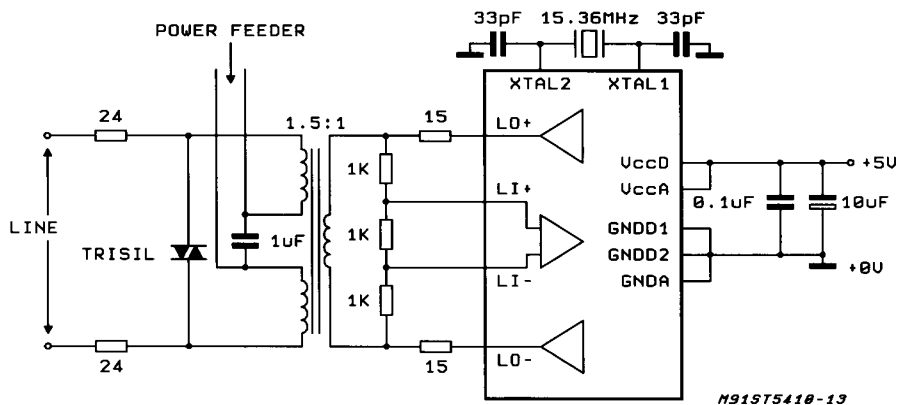 33pF 15.36MHz 33pF
POWER FEEDER
XTAL2 XTAL1
24 1.5:1 15 LO+
1K VccD +5V
LI+ VccA
0.1uF 10uF
LINE 1K GNDD1
1uF
TRISIL GNDD2
LI- +0V
1K GNDA
24 15 LO-
M91ST5410-13